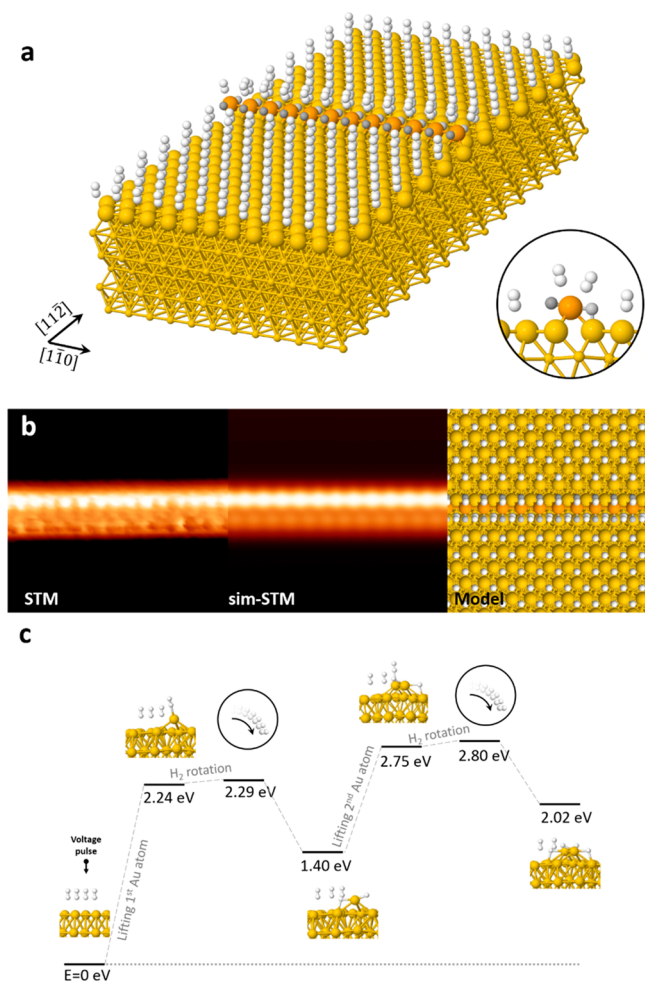 a
[112̄]
[11̄0]
b
STM
sim-STM
Model
c
H₂ rotation
2.24 eV
2.29 eV
H₂ rotation
2.75 eV
2.80 eV
Voltage
pulse
Lifting 1st Au atom
1.40 eV
Lifting 2nd Au atom
2.02 eV
E=0 eV